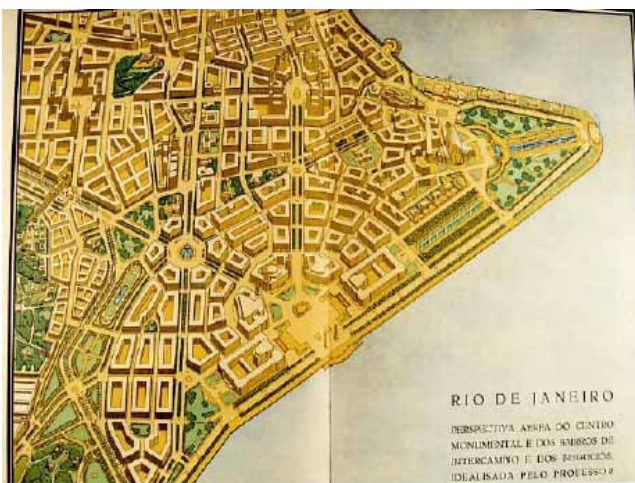 RIO DE JANEIRO
PERSPECTIVA AEREA DO CENTRO
MONUMENTAL E DOS BAIRROS DE
INTERCAMBIO E DOS NEGOCIOS,
IDEALISADA PELO PROFESSOR